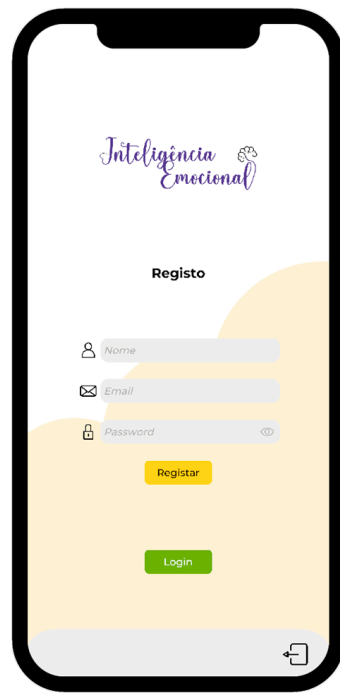 Inteligência
Emocional
Registo
Nome
Email
Password
Registar
Login